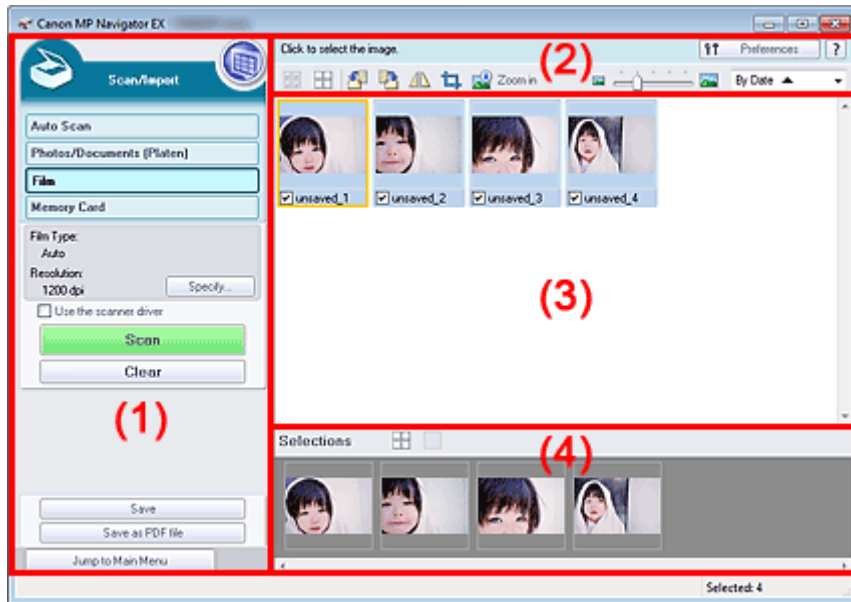 Canon MP Navigator EX
Scan/Import
Click to select the image.
(2)
Preferences
?
Zoom in
By Date
Auto Scan
Photos/Documents (Platen)
Film
Memory Card
Film Type:
Auto
Resolution:
1200 dpi
Specify...
Use the scanner driver
Scan
Clear
(1)
Save
Save as PDF file
Jump to Main Menu
unsaved_1 unsaved_2 unsaved_3 unsaved_4
(3)
Selections
(4)
Selected: 4